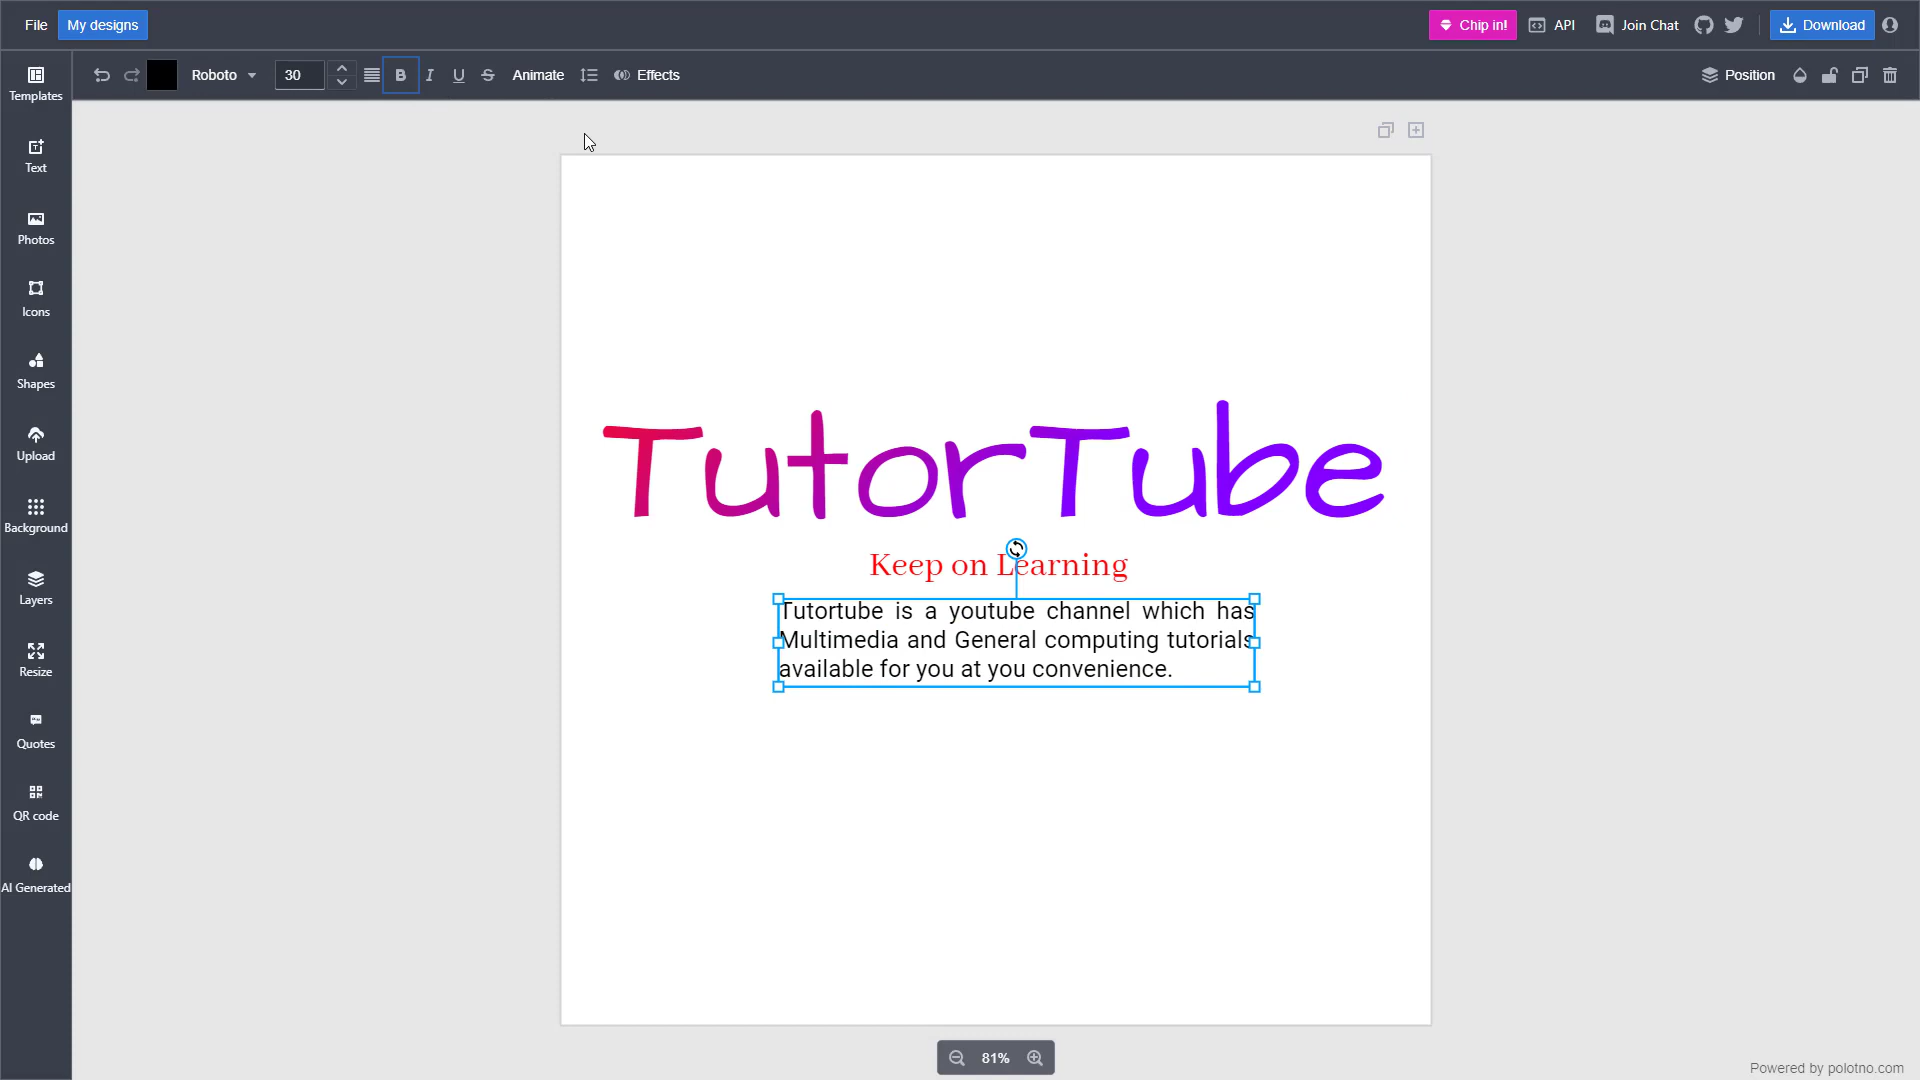 File
My designs
Chip in!
API
Join Chat
Download
Roboto
30
B
I
U
S
Animate
Effects
Position
Templates
Text
Photos
Icons
Shapes
Upload
Background
Layers
Resize
Quotes
QR code
AI Generated
TutorTube
Keep on Learning
Tutortube is a youtube channel which has
Multimedia and General computing tutorials
available for you at you convenience.
81%
Powered by polotno.com